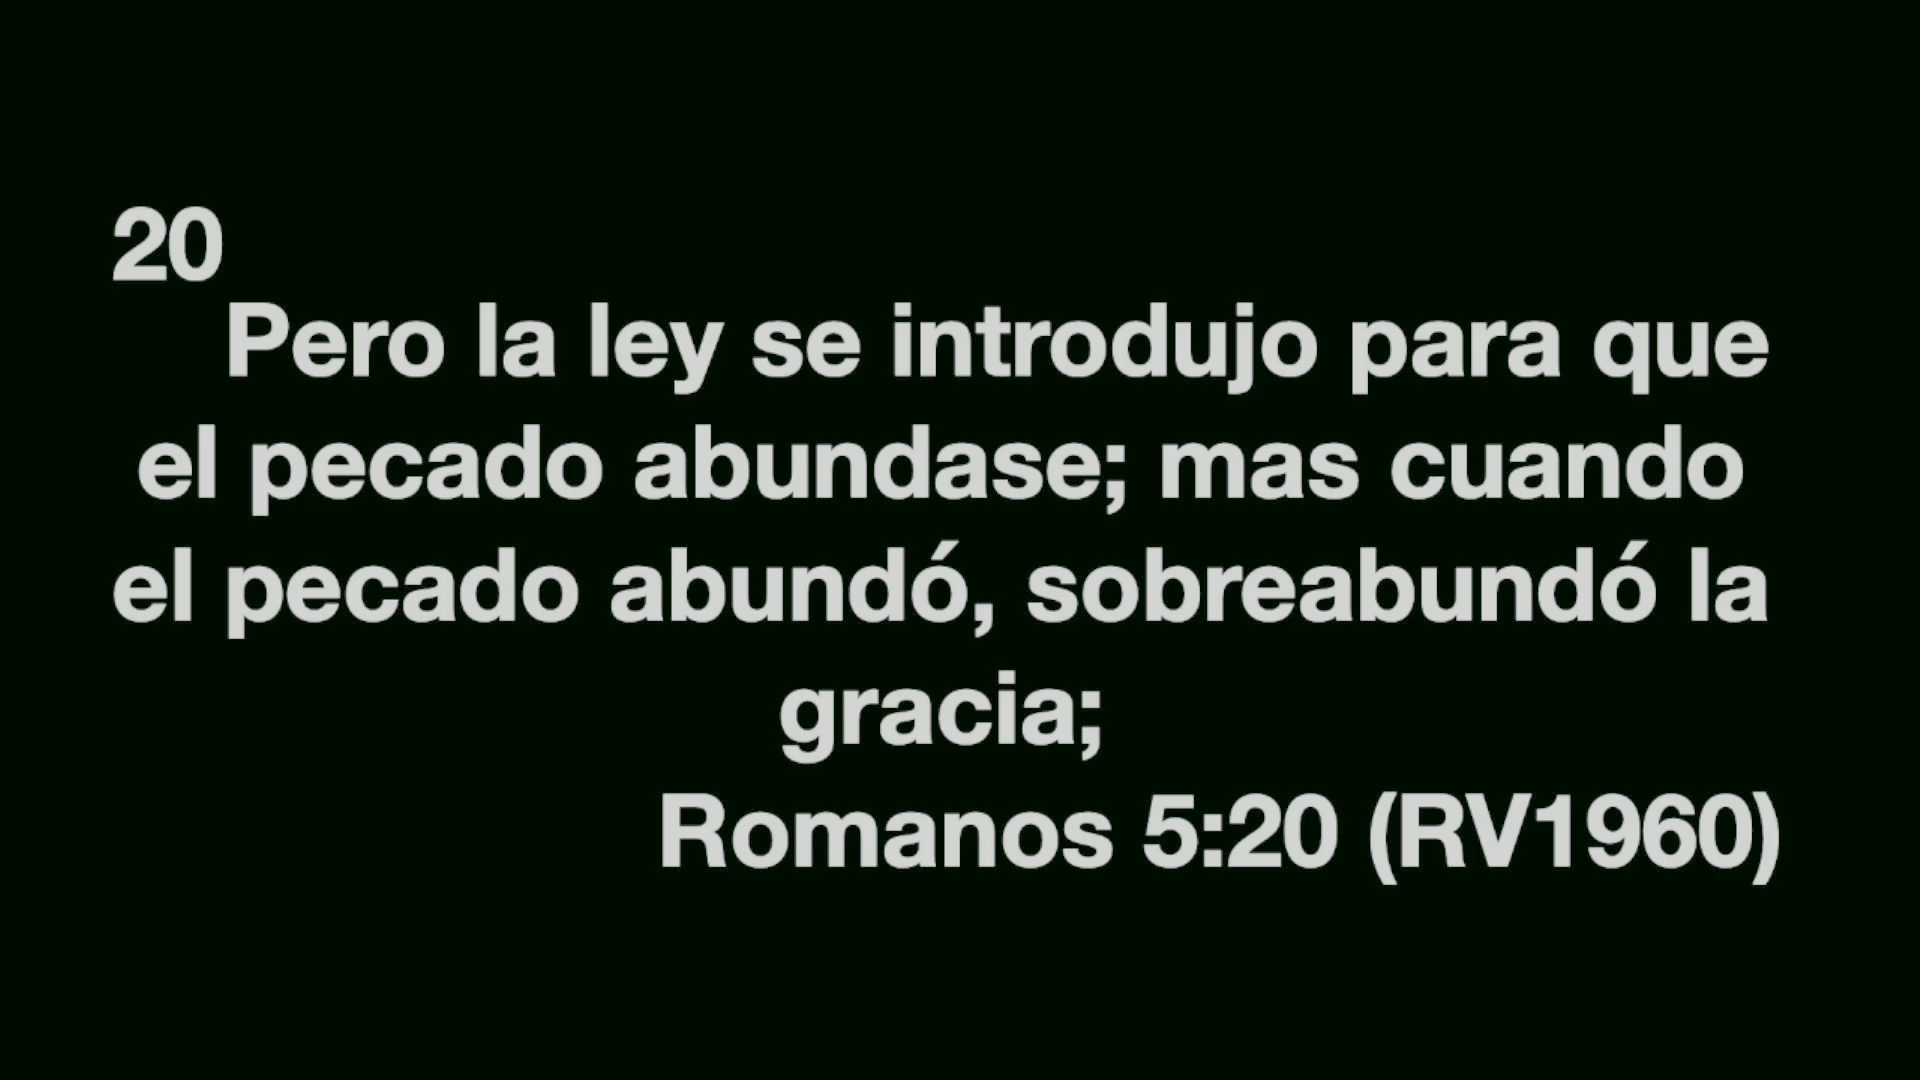 20
Pero la ley se introdujo para que
el pecado abundase; mas cuando
el pecado abundó, sobreabundó la
gracia;
Romanos 5:20 (RV1960)